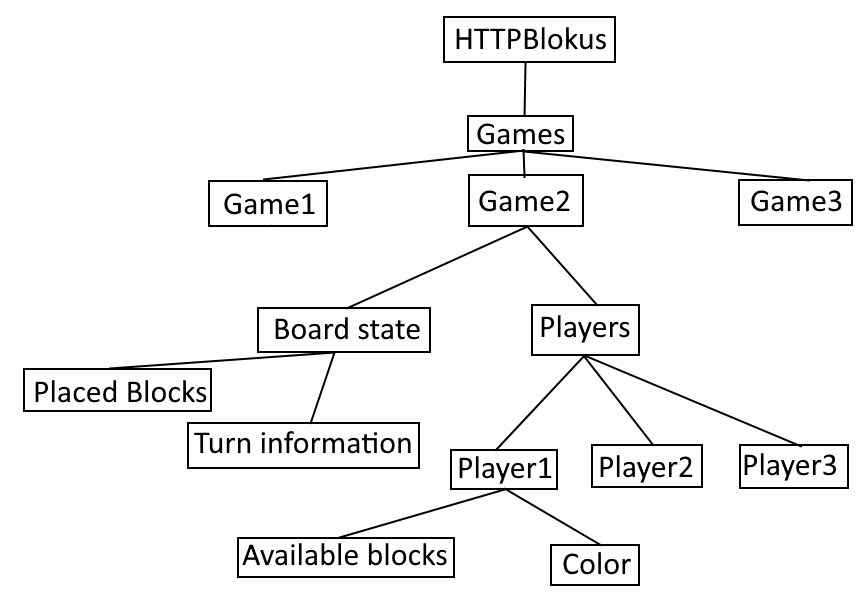 HTTPBlokus
Games
Game1
Game2
Game3
Board state
Players
Placed Blocks
Turn information
Player1
Player2
Player3
Available blocks
Color